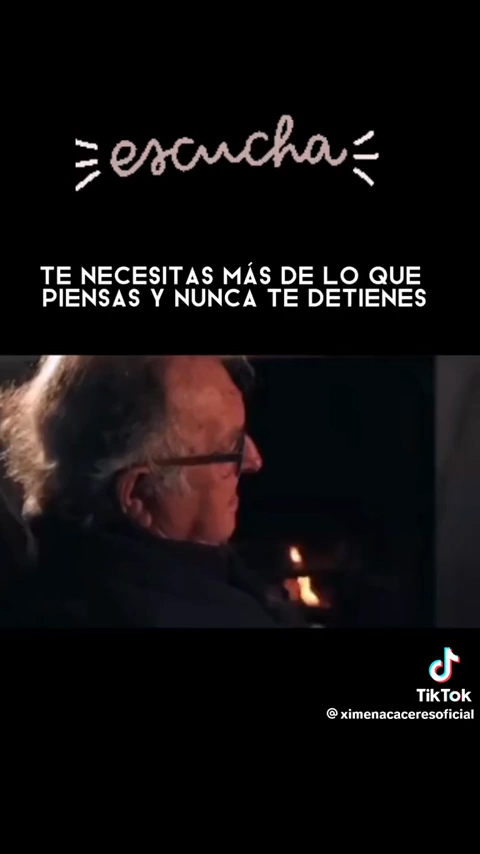 escucha
TE NECESITAS MÁS DE LO QUE
PIENSAS Y NUNCA TE DETIENES
TikTok
@ximenacaceresoficial